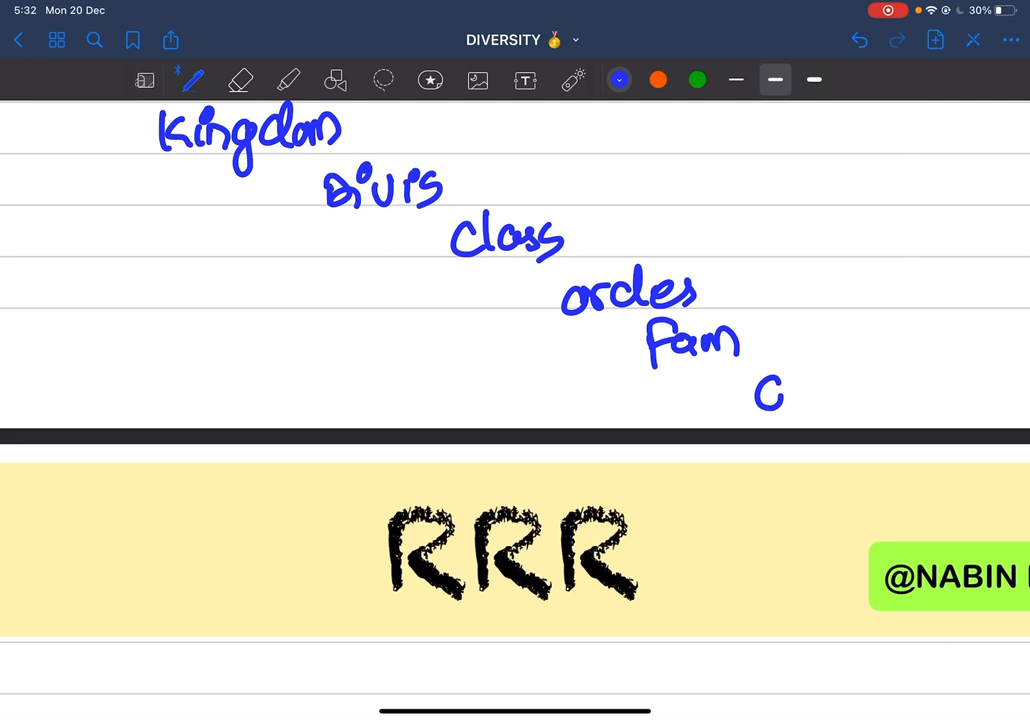 5:32 Mon 20 Dec 30%
DIVERSITY 🏅
Kingdom
Divis
class
order
Fam
G
RRR
@NABIN